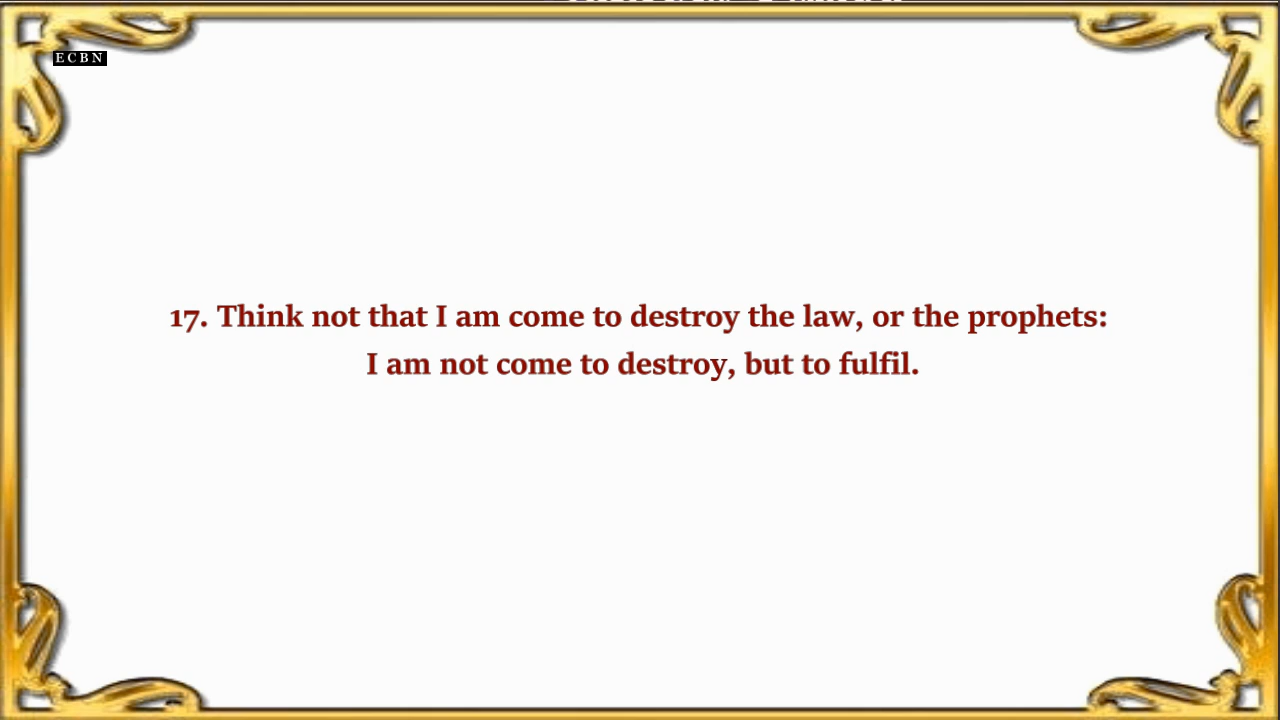 ECBN
17. Think not that I am come to destroy the law, or the prophets:
I am not come to destroy, but to fulfil.